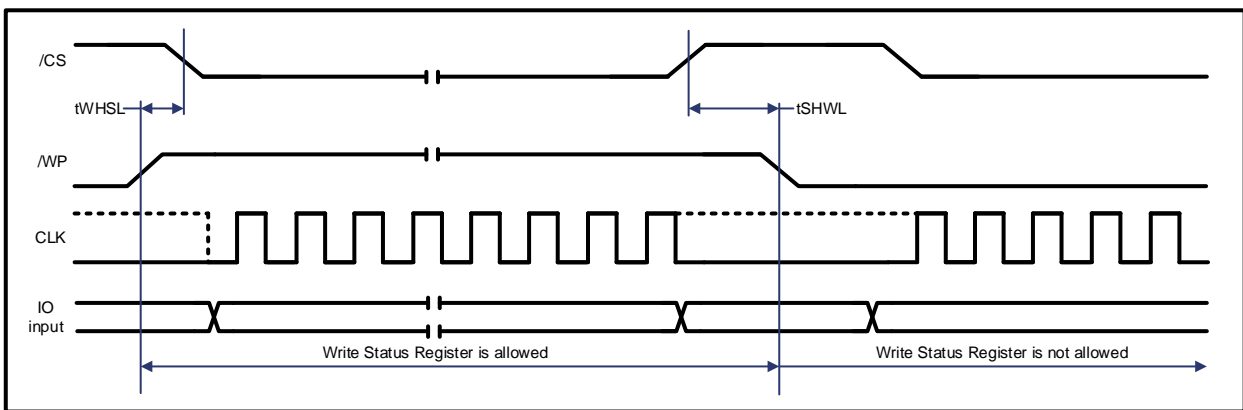 /CS
tWHSL
tSHWL
/WP
CLK
IO
input
Write Status Register is allowed
Write Status Register is not allowed